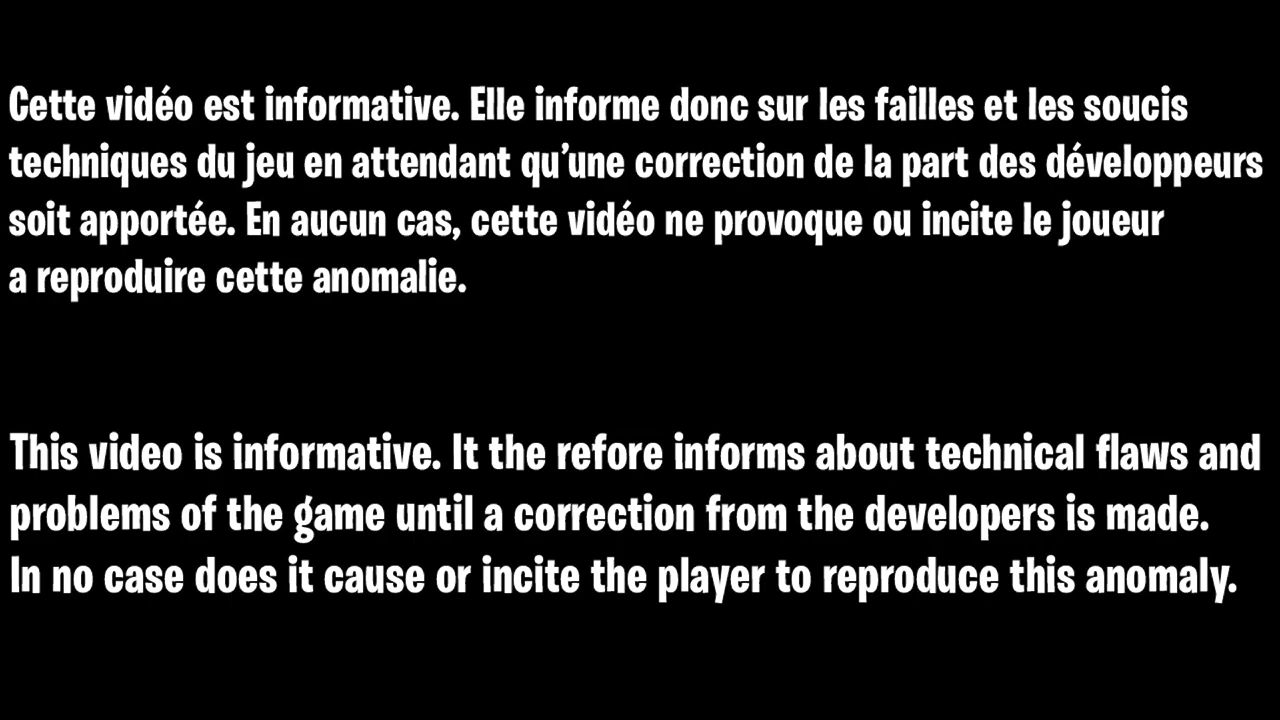 Cette vidéo est informative. Elle informe donc sur les failles et les soucis
techniques du jeu en attendant qu'une correction de la part des développeurs
soit apportée. En aucun cas, cette vidéo ne provoque ou incite le joueur
a reproduire cette anomalie.
This video is informative. It the refore informs about technical flaws and
problems of the game until a correction from the developers is made.
In no case does it cause or incite the player to reproduce this anomaly.